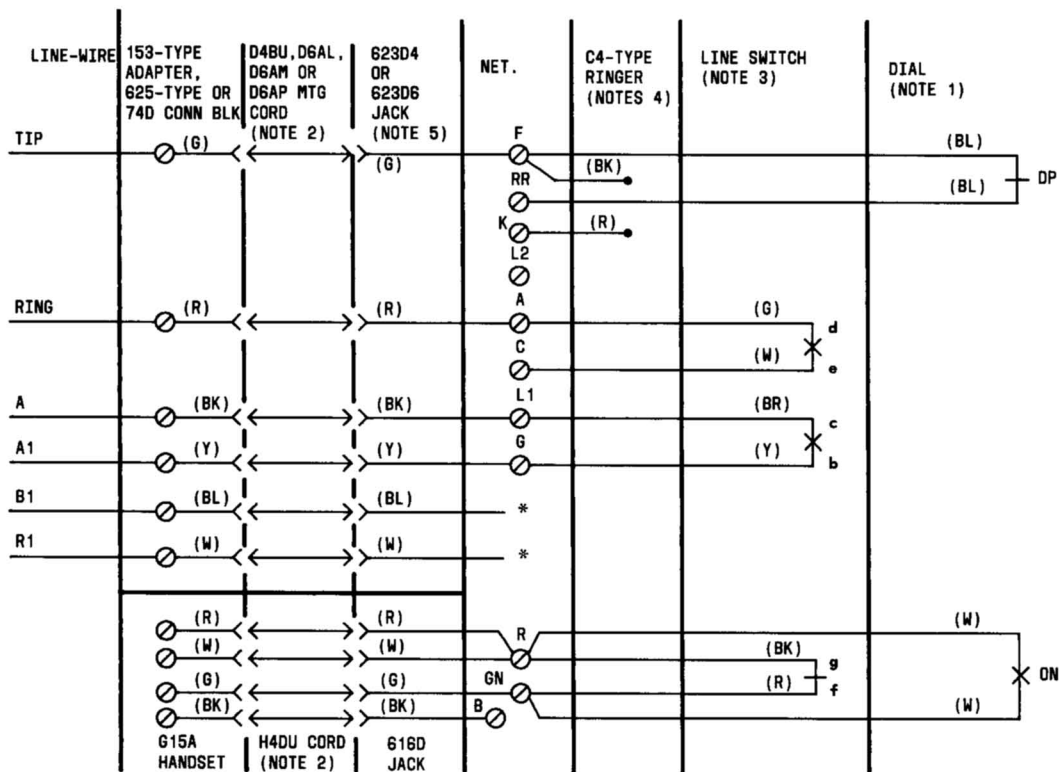 LINE-WIRE
153-TYPE
ADAPTER,
625-TYPE OR
74D CONN BLK
D4BU,D6AL,
D6AM OR
D6AP MTG
CORD
(NOTE 2)
623D4
OR
623D6
JACK
(NOTE 5)
NET.
C4-TYPE
RINGER
(NOTES 4)
LINE SWITCH
(NOTE 3)
DIAL
(NOTE 1)
TIP
(G)
(G)
F
(BK)
(BL)
RR
(BL)
DP
K
(R)
L2
RING
(R)
(R)
A
(G)
d
C
(W)
e
A
(BK)
(BK)
L1
(BR)
c
A1
(Y)
(Y)
G
(Y)
b
B1
(BL)
(BL)
*
R1
(W)
(W)
*
(R)
(R)
R
(W)
(W)
(W)
(BK)
g
(G)
(G)
GN
(R)
f
ON
(BK)
(BK)
B
(W)
G15A
HANDSET
H4DU CORD
(NOTE 2)
616D
JACK